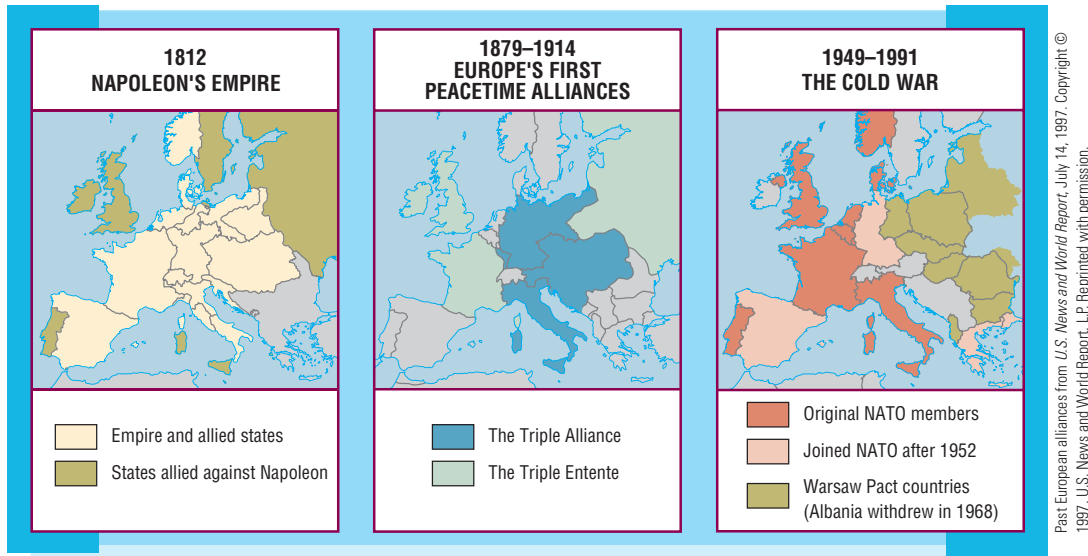 1812
NAPOLEON'S EMPIRE
Empire and allied states
States allied against Napoleon
1879–1914
EUROPE'S FIRST
PEACETIME ALLIANCES
The Triple Alliance
The Triple Entente
1949–1991
THE COLD WAR
Original NATO members
Joined NATO after 1952
Warsaw Pact countries
(Albania withdrew in 1968)
Past European alliances from U.S. News and World Report, July 14, 1997. Copyright ©
1997, U.S. News and World Report, L.P. Reprinted with permission.